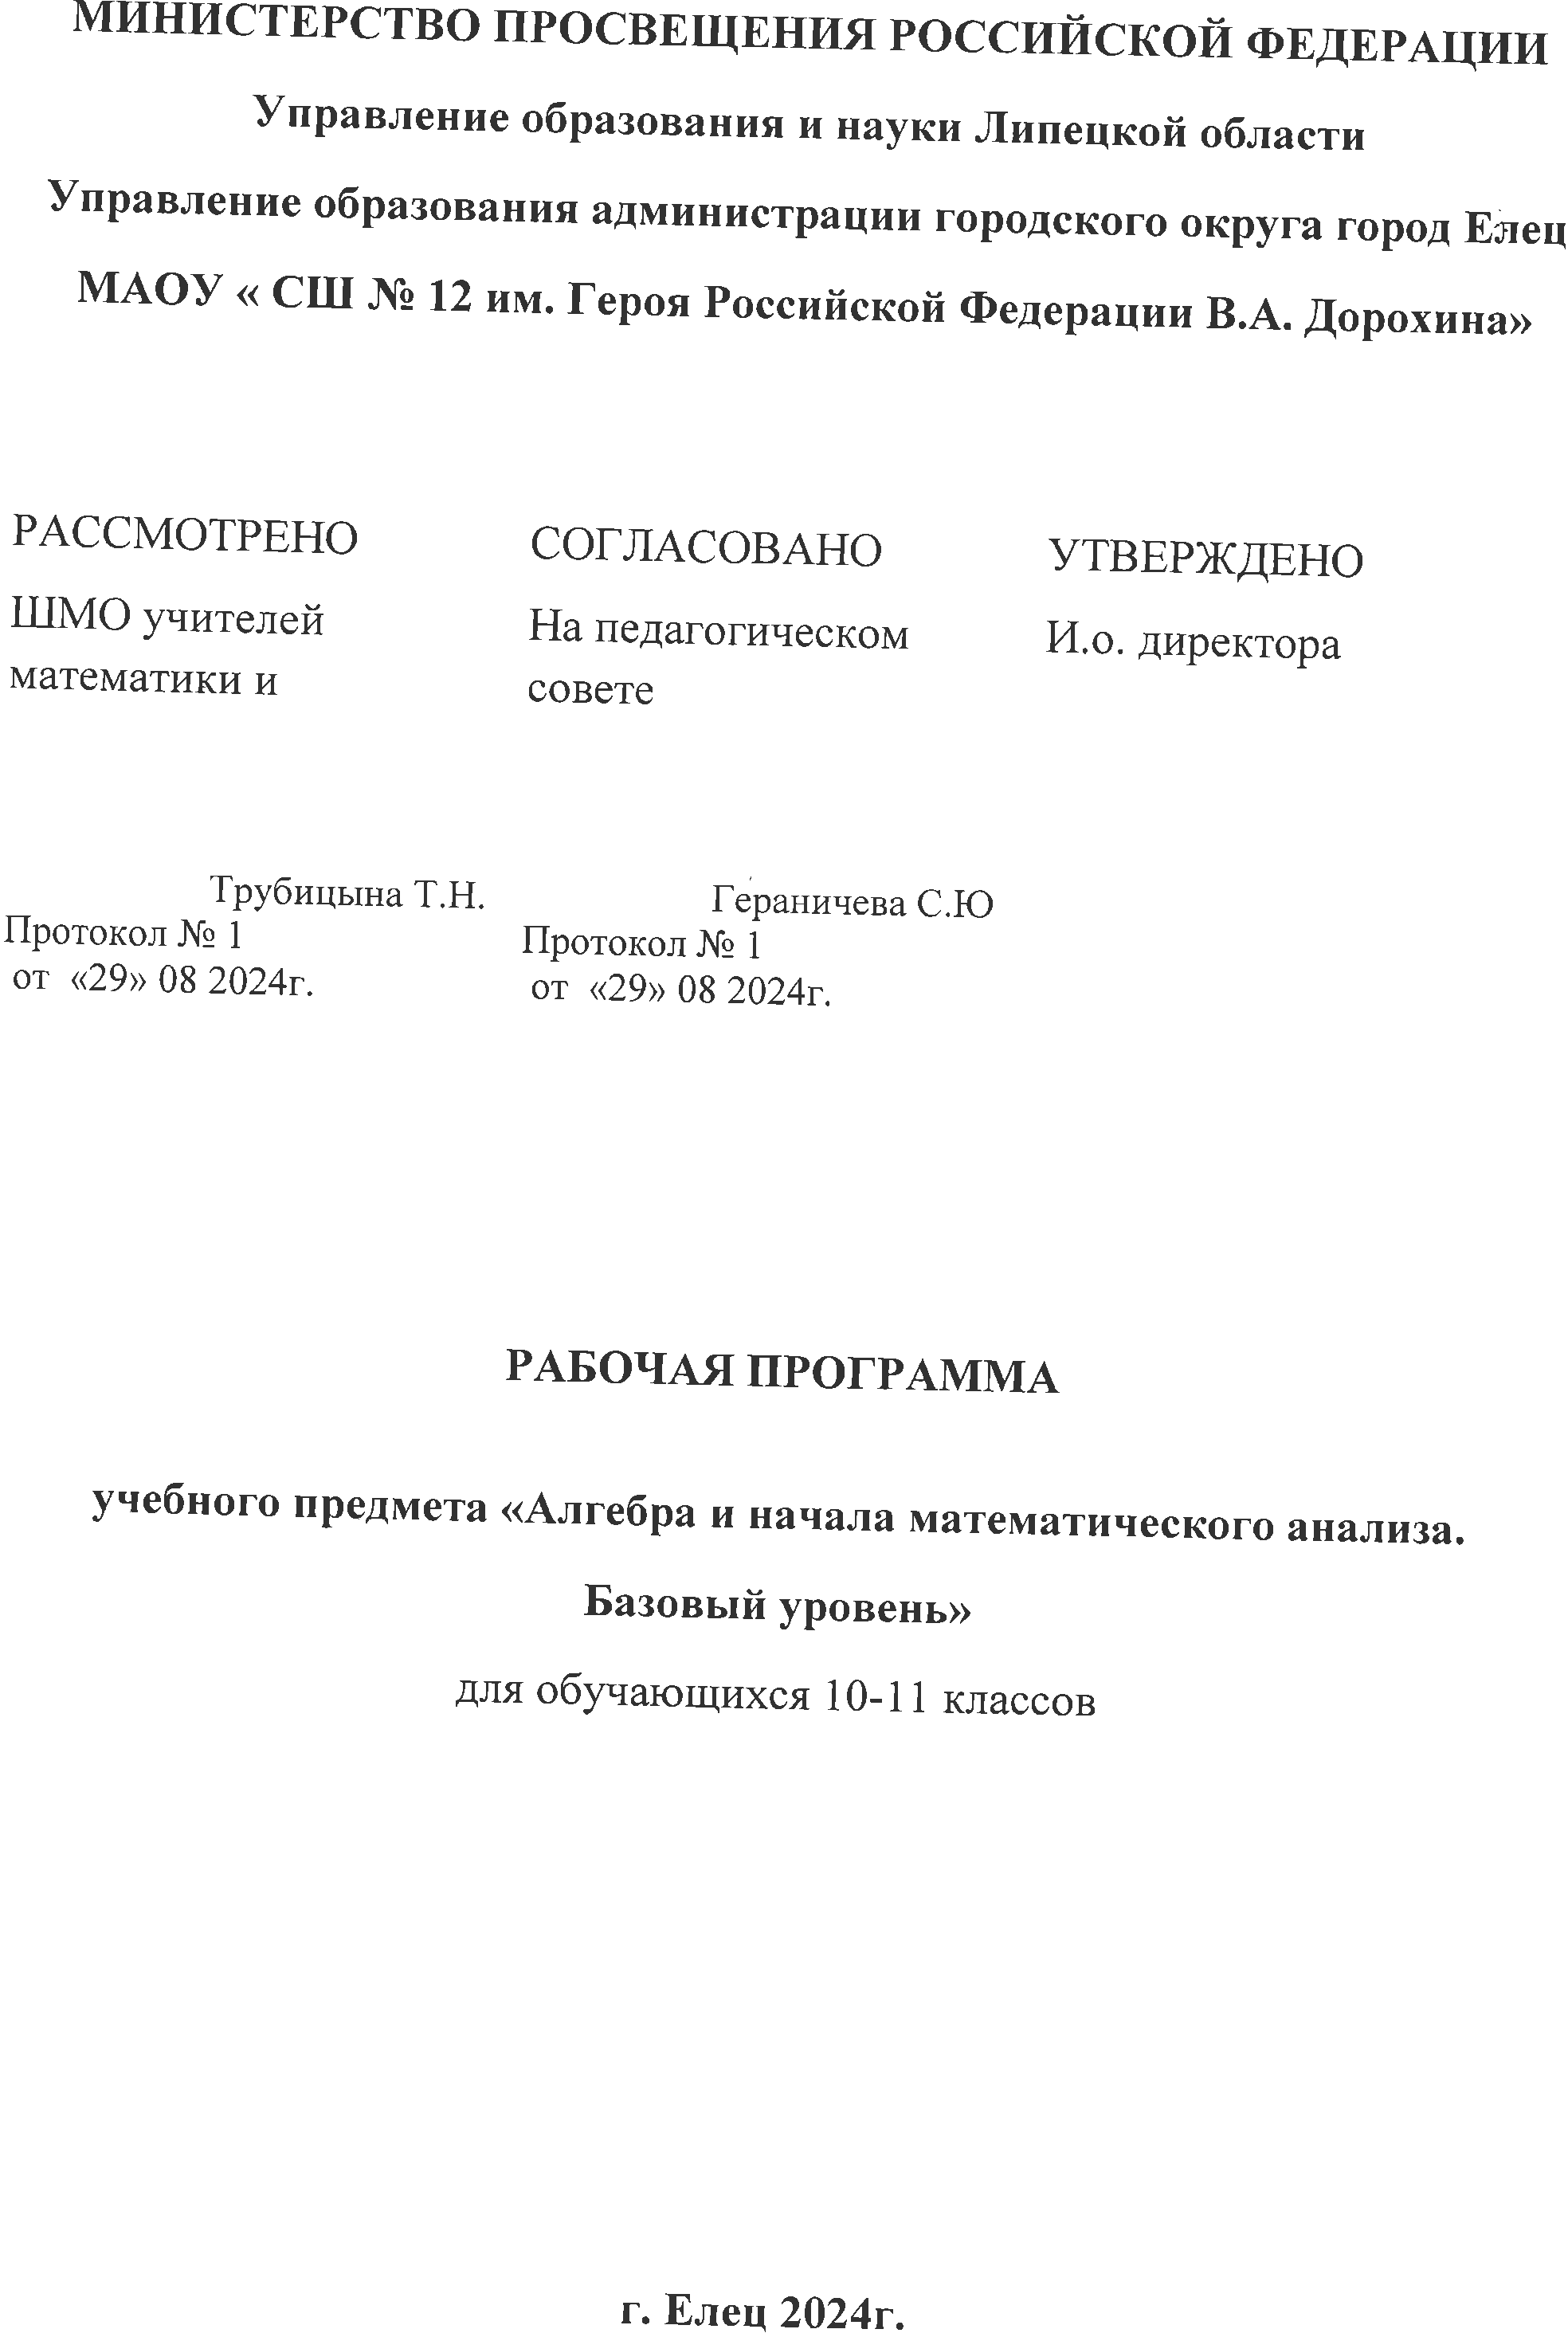 МИНИСТЕРСТВО ПРОСВЕЩЕНИЯ РОССИЙСКОЙ ФЕДЕРАЦИИ
Управление образования и науки Липецкой области
Управление образования администрации городского округа город Елец
МАОУ « СШ № 12 им. Героя Российской Федерации В.А. Дорохина»
РАССМОТРЕНО
ШМО учителей
математики и
Трубицына Т.Н.
Протокол № 1
от «29» 08 2024г.
СОГЛАСОВАНО
На педагогическом
совете
Гераничева С.Ю
Протокол № 1
от «29» 08 2024г.
УТВЕРЖДЕНО
И.о. директора
РАБОЧАЯ ПРОГРАММА
учебного предмета «Алгебра и начала математического анализа.
Базовый уровень»
для обучающихся 10-11 классов
г. Елец 2024г.